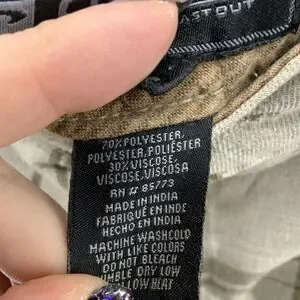 AST OUT
70% POLYESTER,
POLYESTER, POLIÉSTER
30% VISCOSE,
VISCOSE, VISCOSA
RN # 85773
MADE IN INDIA
FABRIQUÉ EN INDE
HECHO EN INDIA
MACHINE WASH COLD
WITH LIKE COLORS
DO NOT BLEACH
UMBLE DRY LOW
LOW HEAT